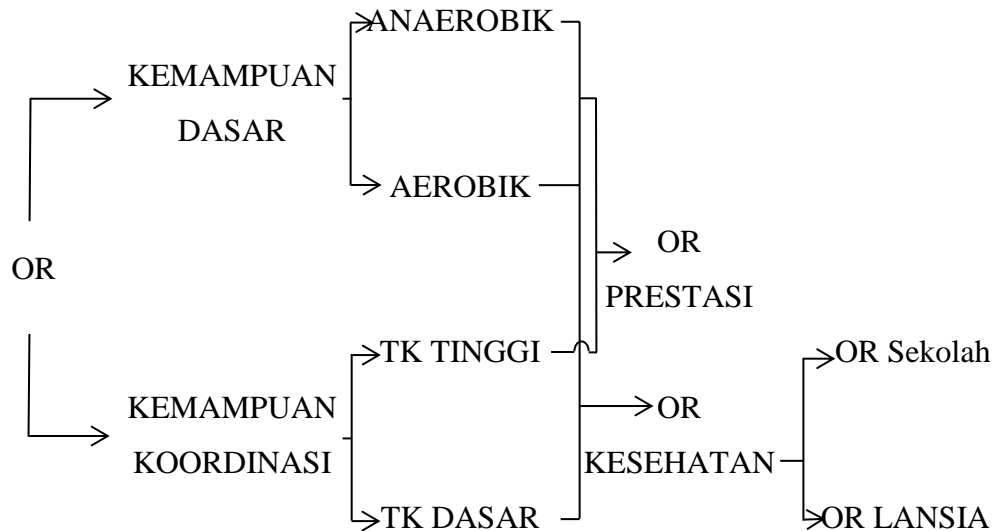 ANAEROBIK
KEMAMPUAN
DASAR
AEROBIK
OR
OR
PRESTASI
TK TINGGI
OR Sekolah
KEMAMPUAN
KOORDINASI
OR
KESEHATAN
TK DASAR
OR LANSIA